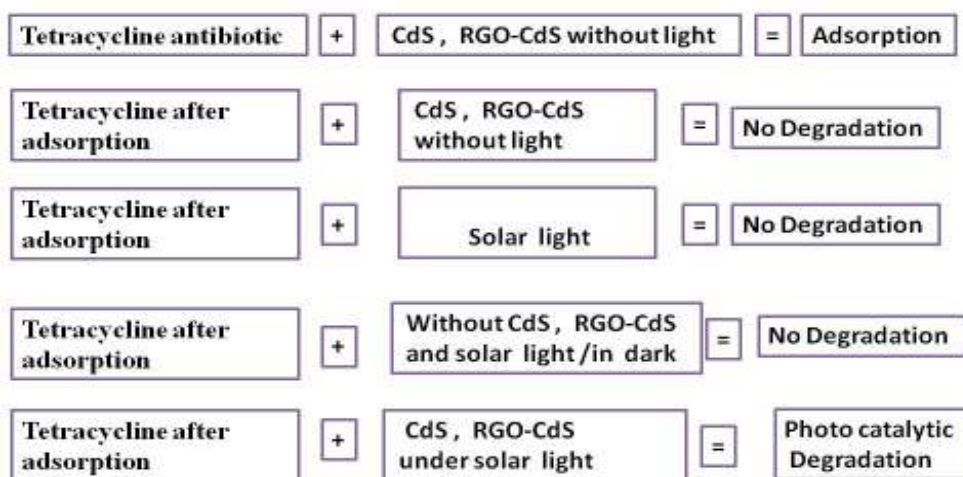 Tetracycline antibiotic + CdS , RGO-CdS without light = Adsorption
Tetracycline after adsorption + CdS , RGO-CdS without light = No Degradation
Tetracycline after adsorption + Solar light = No Degradation
Tetracycline after adsorption + Without CdS , RGO-CdS and solar light /in dark = No Degradation
Tetracycline after adsorption + CdS , RGO-CdS under solar light = Photo catalytic Degradation